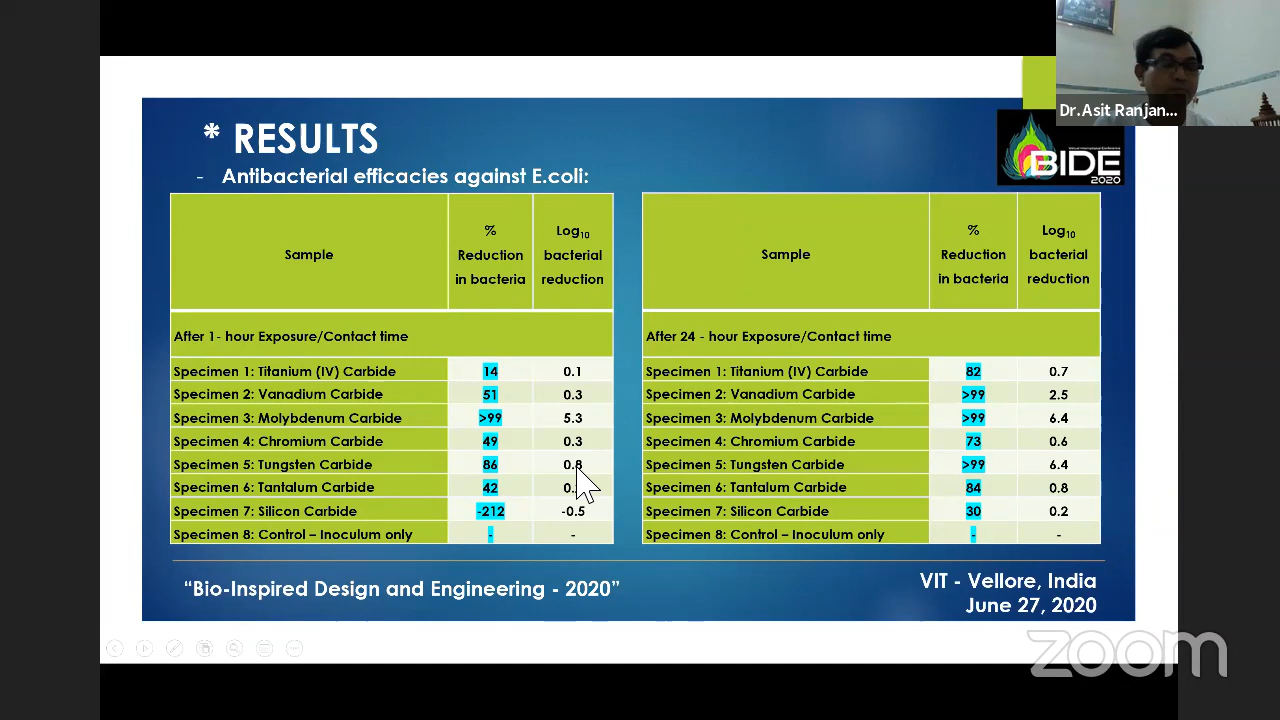 Dr.Asit Ranjan...
* RESULTS
BIDE
2020
- Antibacterial efficacies against E.coli:
Sample % Reduction in bacteria Log10 bacterial reduction
After 1- hour Exposure/Contact time
Specimen 1: Titanium (IV) Carbide 14 0.1
Specimen 2: Vanadium Carbide 51 0.3
Specimen 3: Molybdenum Carbide >99 5.3
Specimen 4: Chromium Carbide 49 0.3
Specimen 5: Tungsten Carbide 86 0.8
Specimen 6: Tantalum Carbide 42
Specimen 7: Silicon Carbide -212 -0.5
Specimen 8: Control – Inoculum only - -
Sample % Reduction in bacteria Log10 bacterial reduction
After 24 - hour Exposure/Contact time
Specimen 1: Titanium (IV) Carbide 82 0.7
Specimen 2: Vanadium Carbide >99 2.5
Specimen 3: Molybdenum Carbide >99 6.4
Specimen 4: Chromium Carbide 73 0.6
Specimen 5: Tungsten Carbide >99 6.4
Specimen 6: Tantalum Carbide 84 0.8
Specimen 7: Silicon Carbide 30 0.2
Specimen 8: Control – Inoculum only - -
“Bio-Inspired Design and Engineering - 2020”
VIT - Vellore, India
June 27, 2020
zoom